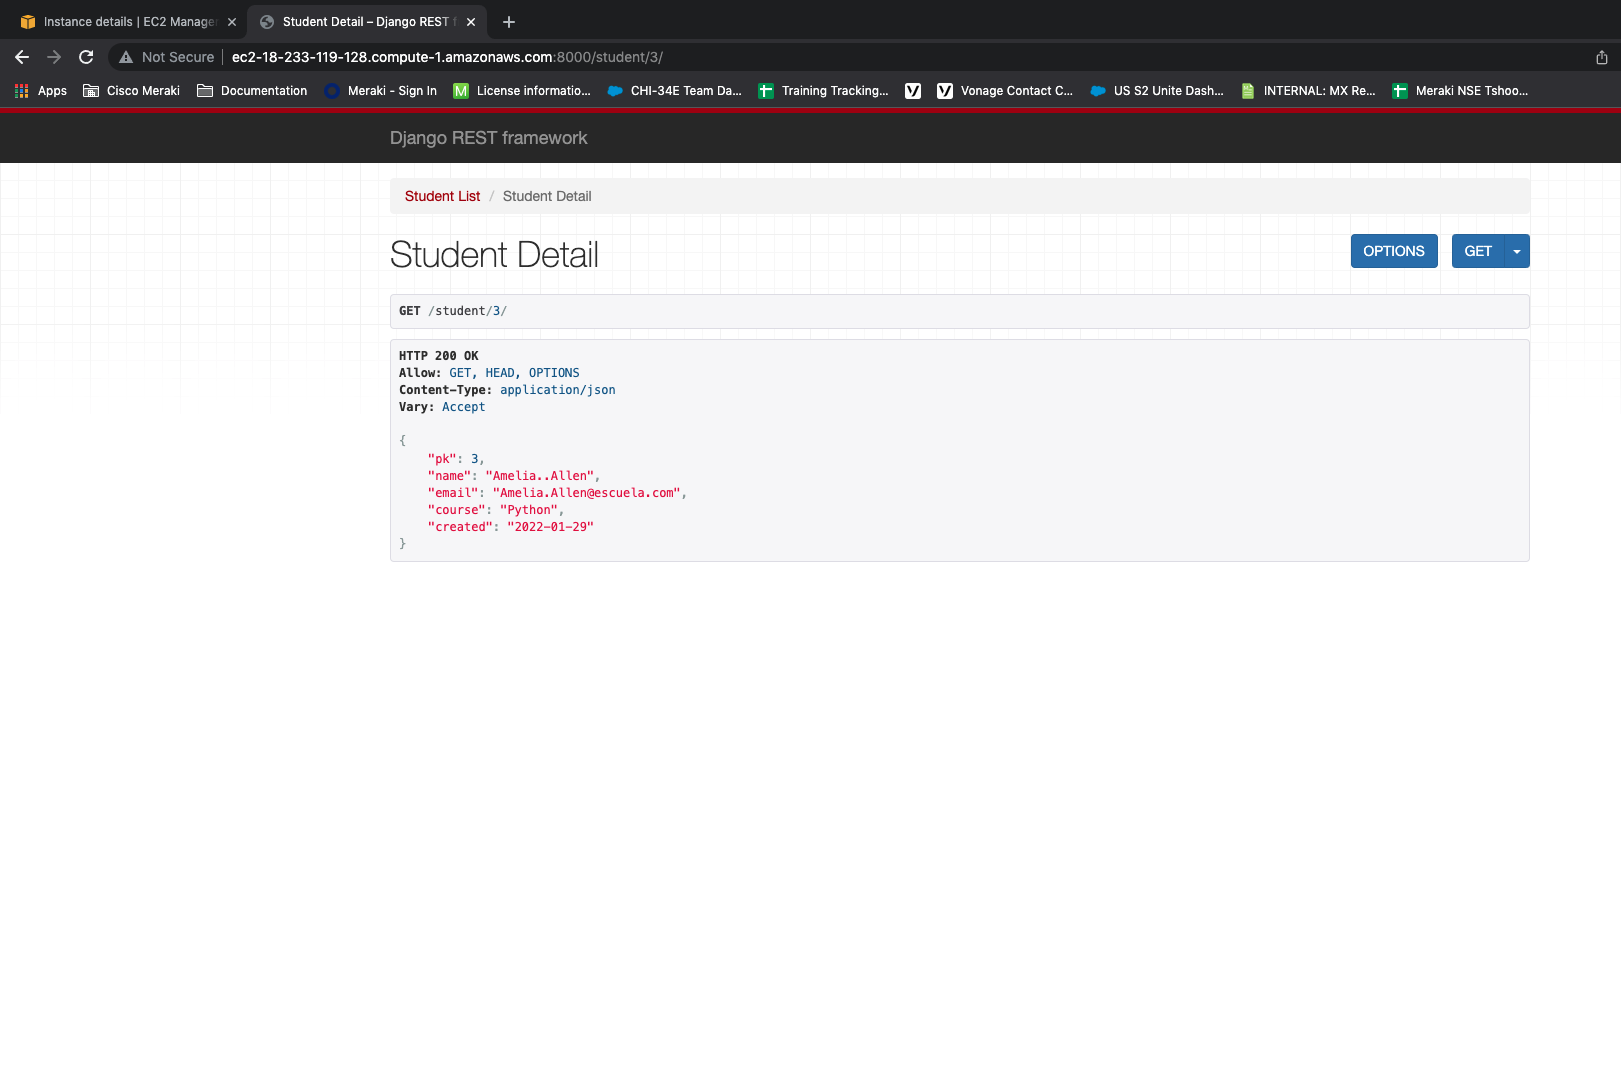 Instance details | EC2 Manager
Student Detail – Django REST f
Not Secure
ec2-18-233-119-128.compute-1.amazonaws.com:8000/student/3/
Apps
Cisco Meraki
Documentation
Meraki - Sign In
M
License informatio...
CHI-34E Team Da...
Training Tracking...
V
V
Vonage Contact C...
US S2 Unite Dash...
INTERNAL: MX Re...
Meraki NSE Tshoo...
Django REST framework
Student List / Student Detail
Student Detail
OPTIONS
GET
GET /student/3/
HTTP 200 OK
Allow: GET, HEAD, OPTIONS
Content-Type: application/json
Vary: Accept
{
"pk": 3,
"name": "Amelia..Allen",
"email": "Amelia.Allen@escuela.com",
"course": "Python",
"created": "2022-01-29"
}